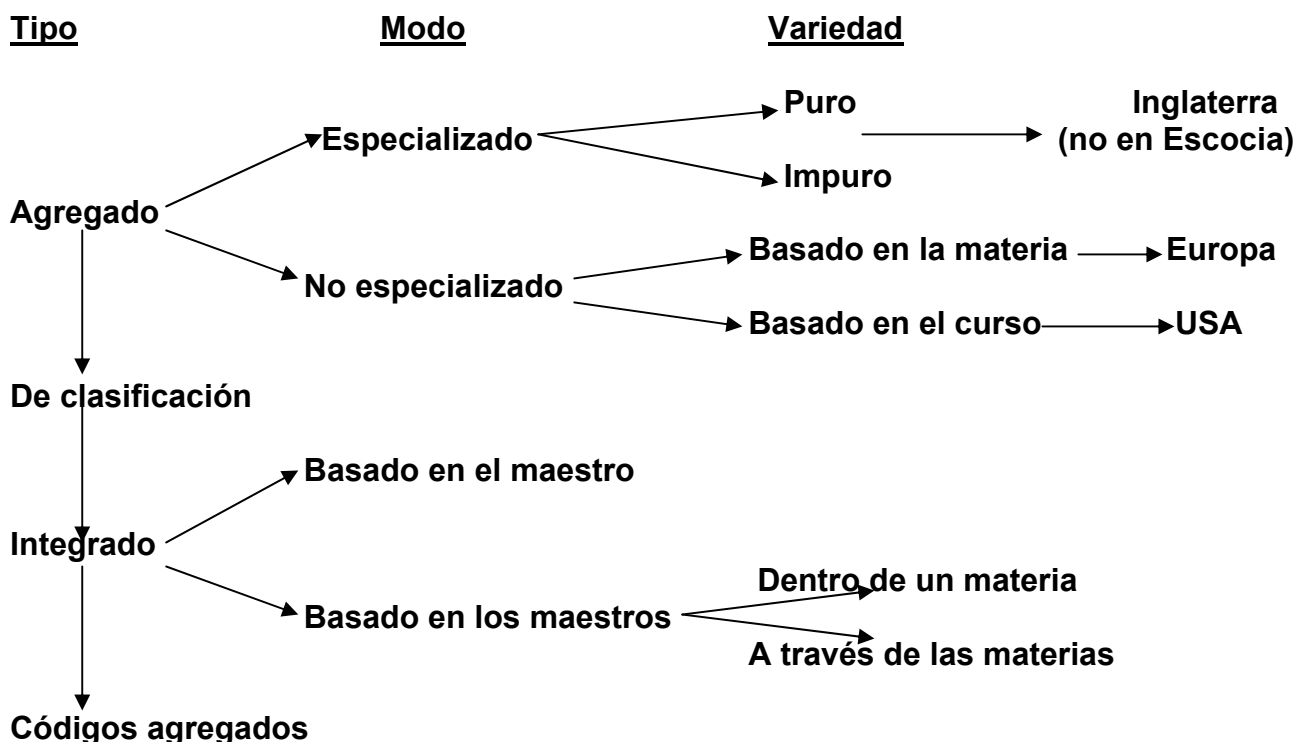 Tipo Modo Variedad
Puro Inglaterra
Especializado (no en Escocia)
Impuro
Agregado
Basado en la materia Europa
No especializado
Basado en el curso USA
De clasificación
Basado en el maestro
Integrado
Dentro de un materia
Basado en los maestros
A través de las materias
Códigos agregados